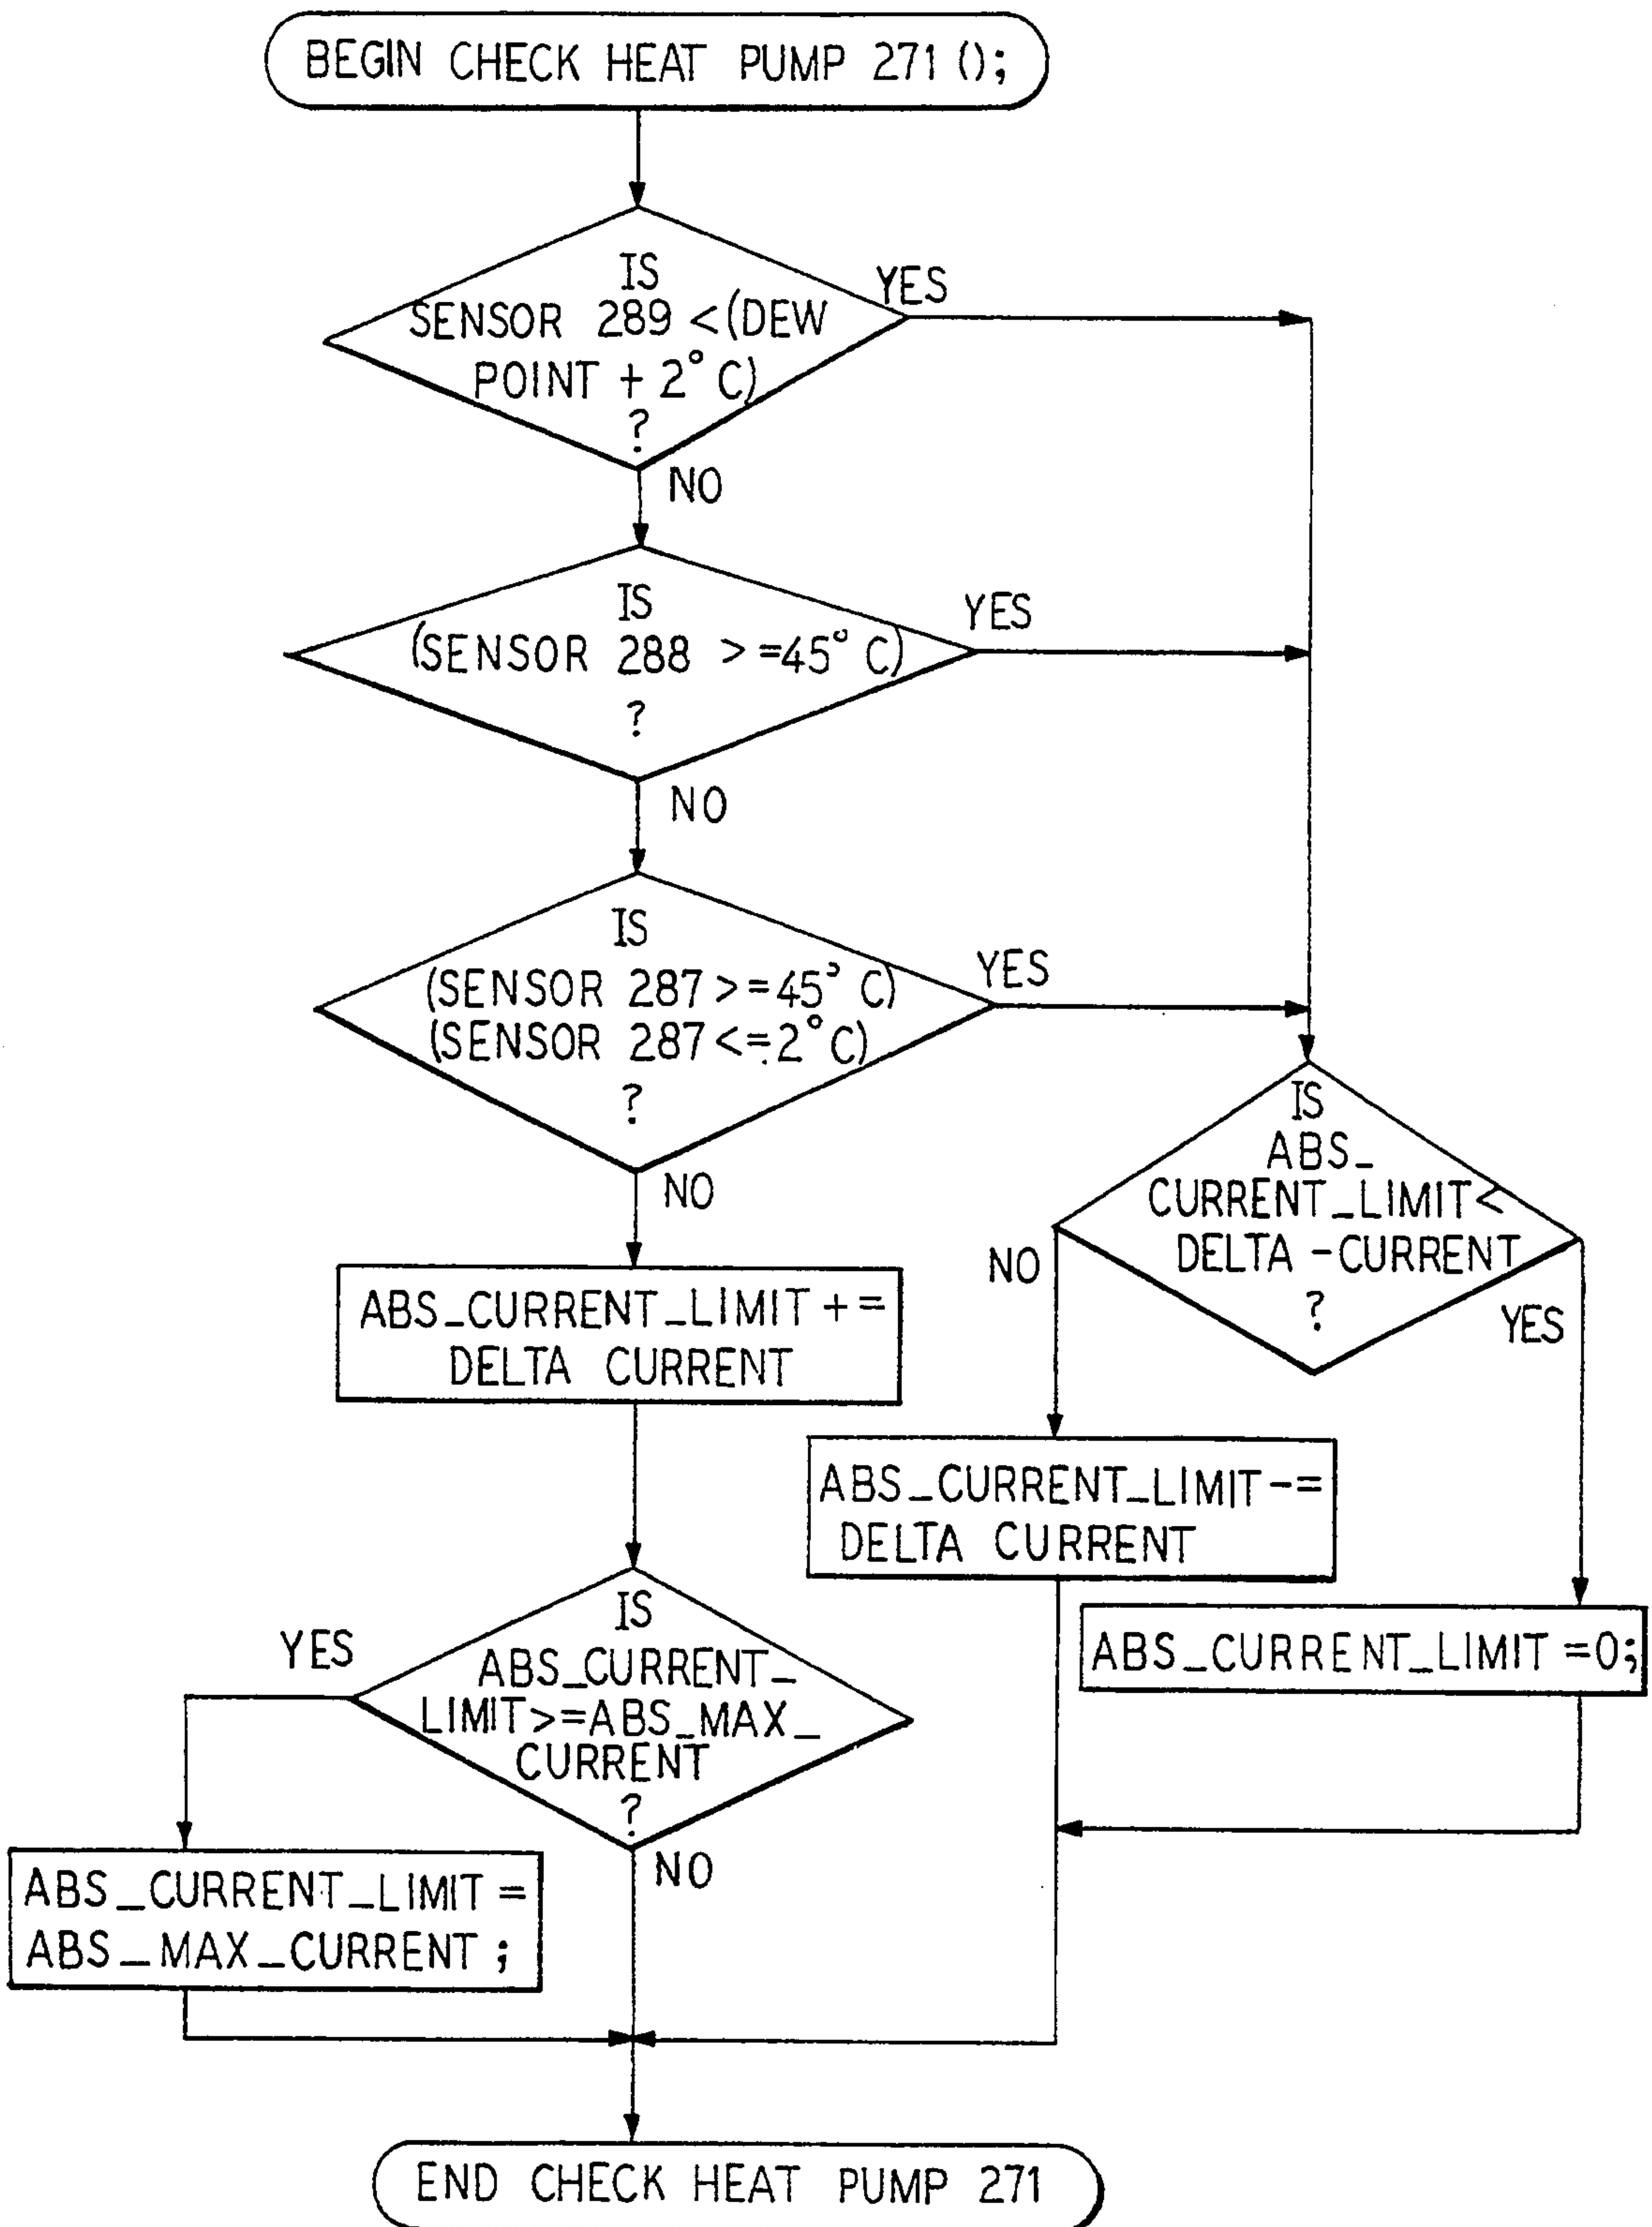 BEGIN CHECK HEAT PUMP 271 ();
IS
SENSOR 289 < (DEW
POINT + 2° C)
?
YES
NO
IS
(SENSOR 288 >=45° C)
?
YES
NO
IS
(SENSOR 287 >=45° C)
(SENSOR 287 <=2° C)
?
YES
NO
IS
ABS_
CURRENT_LIMIT<
DELTA -CURRENT
?
NO
YES
ABS_CURRENT_LIMIT +=
DELTA CURRENT
ABS_CURRENT_LIMIT -=
DELTA CURRENT
ABS_CURRENT_LIMIT =0;
IS
ABS_CURRENT_
LIMIT>=ABS_MAX_
CURRENT
?
YES
NO
ABS_CURRENT_LIMIT =
ABS_MAX_CURRENT ;
END CHECK HEAT PUMP 271